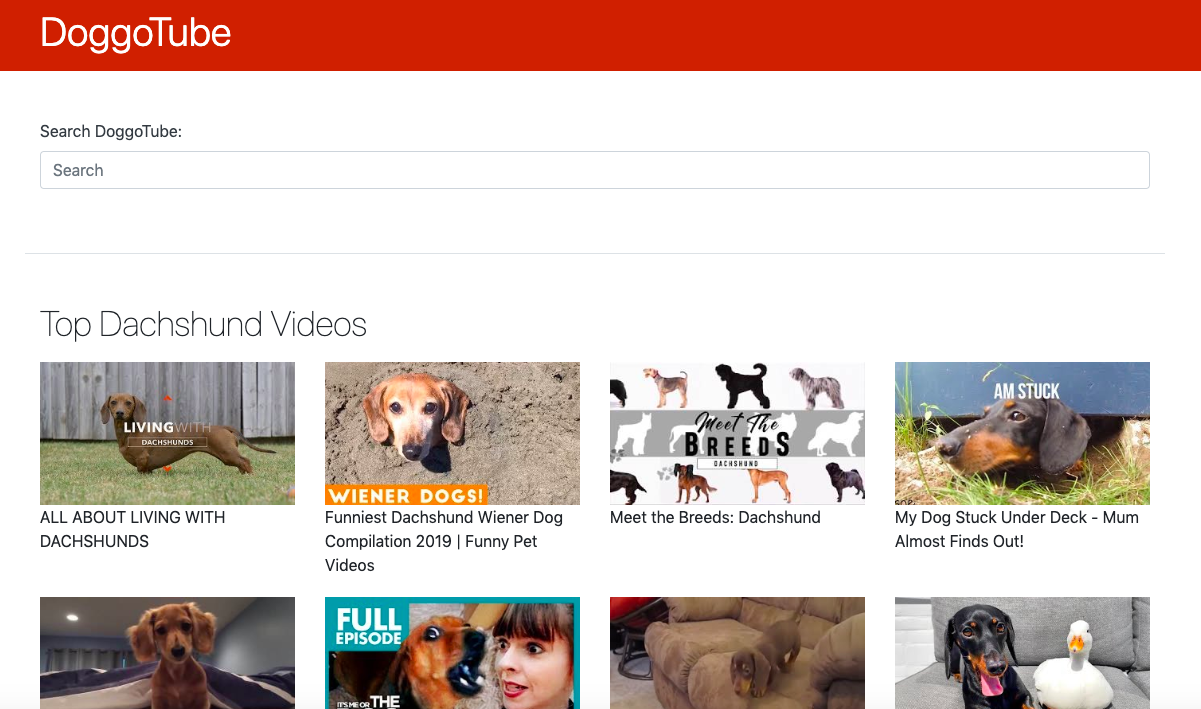 DoggoTube
Search DoggoTube:
Search
Top Dachshund Videos
LIVINGWITH
DACHSHUNDS
WIENER DOGS!
Meet The
BREEDS
DACHSHUND
AM STUCK
ALL ABOUT LIVING WITH
DACHSHUNDS
Funniest Dachshund Wiener Dog
Compilation 2019 | Funny Pet
Videos
Meet the Breeds: Dachshund
My Dog Stuck Under Deck - Mum
Almost Finds Out!
FULL
EPISODE
IT'S ME OR THE